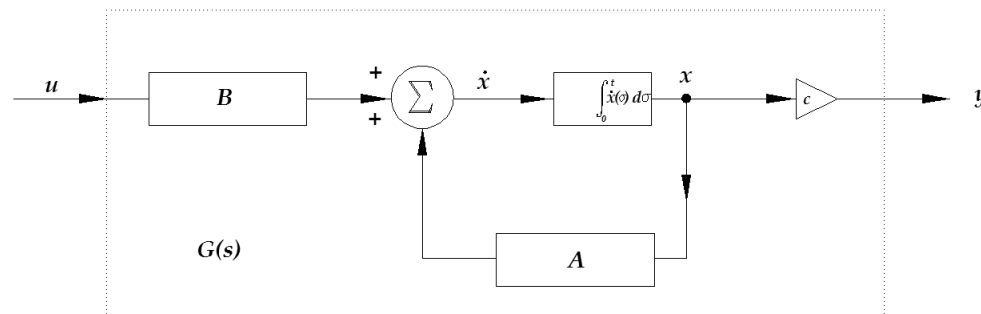 u
B
+
+
∑
ẋ
∫₀ᵗ ẋ(σ) dσ
x
c
y
G(s)
A